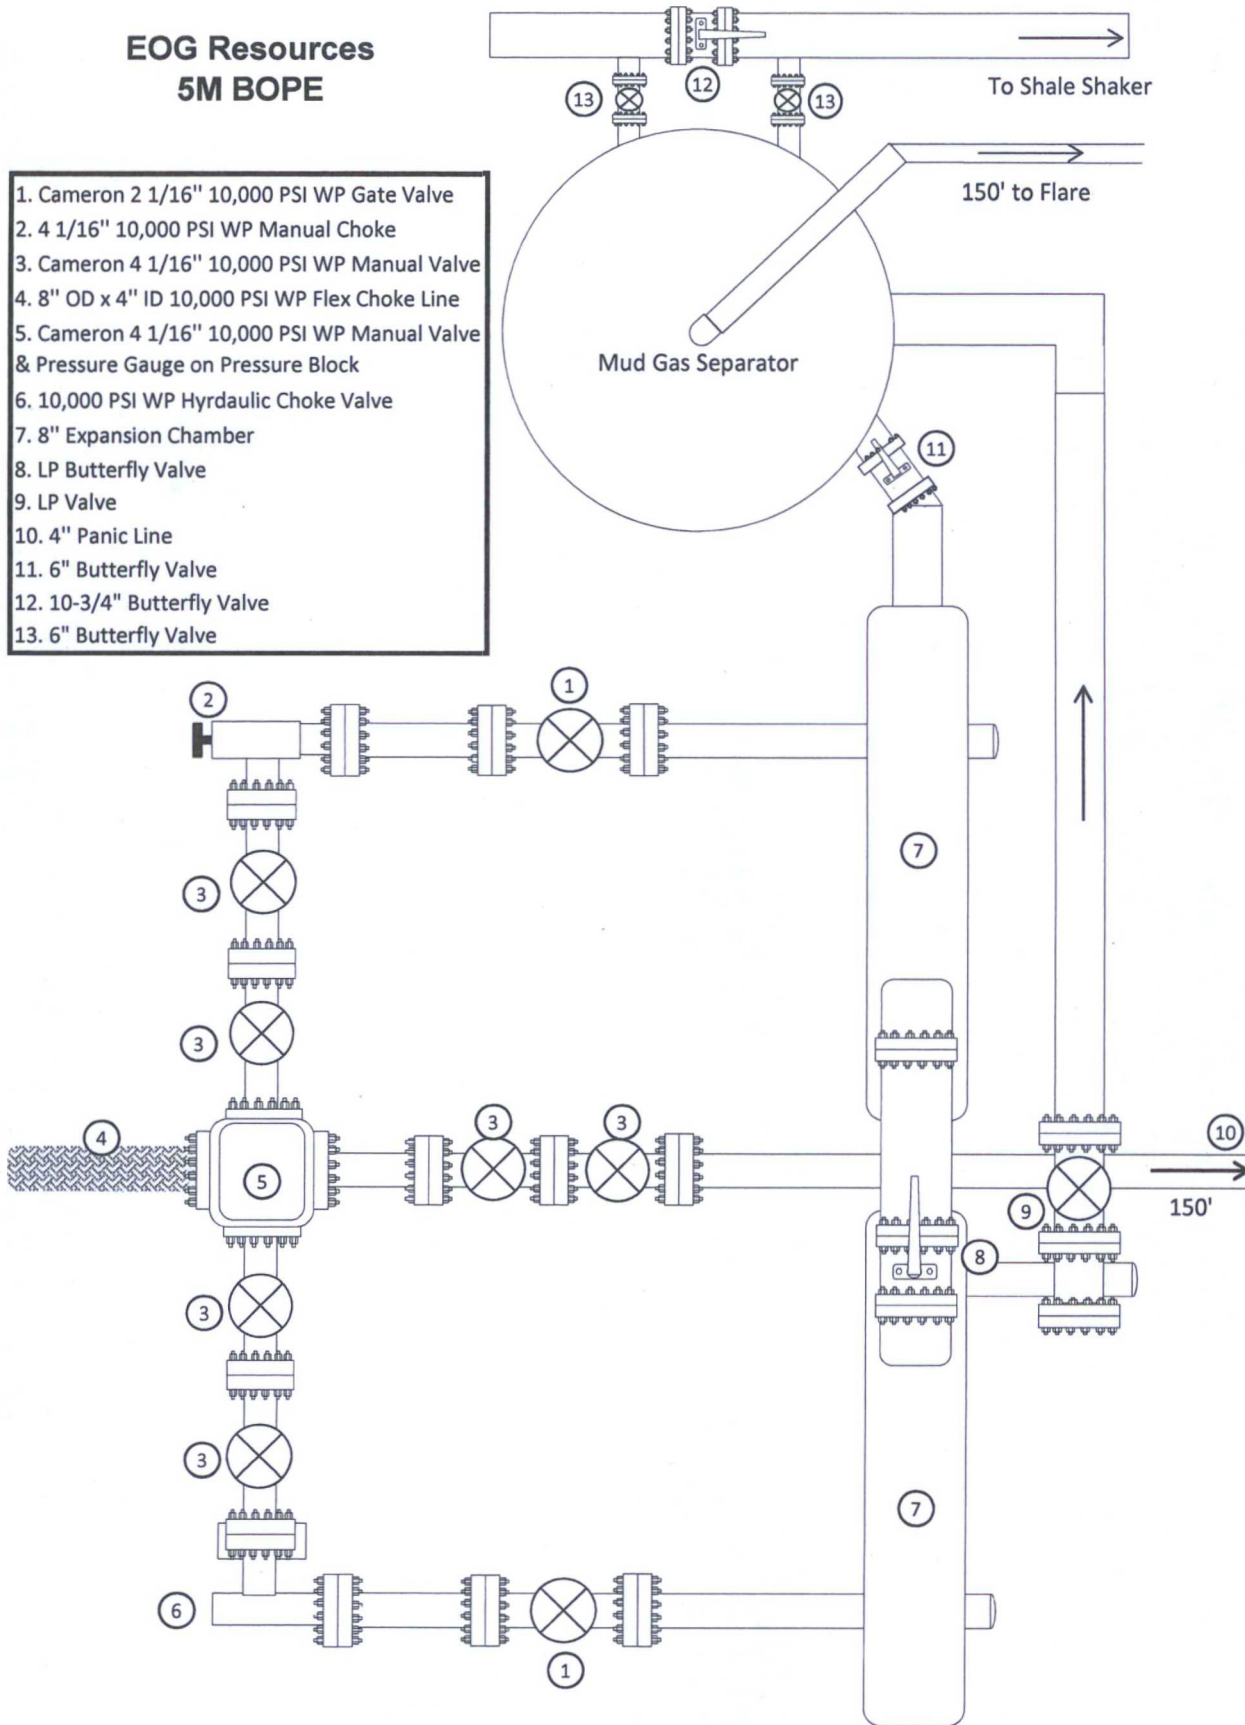 EOG Resources
5M BOPE
12
13
13
To Shale Shaker
150' to Flare
1. Cameron 2 1/16" 10,000 PSI WP Gate Valve
2. 4 1/16" 10,000 PSI WP Manual Choke
3. Cameron 4 1/16" 10,000 PSI WP Manual Valve
4. 8" OD x 4" ID 10,000 PSI WP Flex Choke Line
5. Cameron 4 1/16" 10,000 PSI WP Manual Valve
& Pressure Gauge on Pressure Block
6. 10,000 PSI WP Hyrdaulic Choke Valve
7. 8" Expansion Chamber
8. LP Butterfly Valve
9. LP Valve
10. 4" Panic Line
11. 6" Butterfly Valve
12. 10-3/4" Butterfly Valve
13. 6" Butterfly Valve
Mud Gas Separator
11
2
1
7
3
3
4
5
3
3
10
150'
9
8
3
3
7
6
1